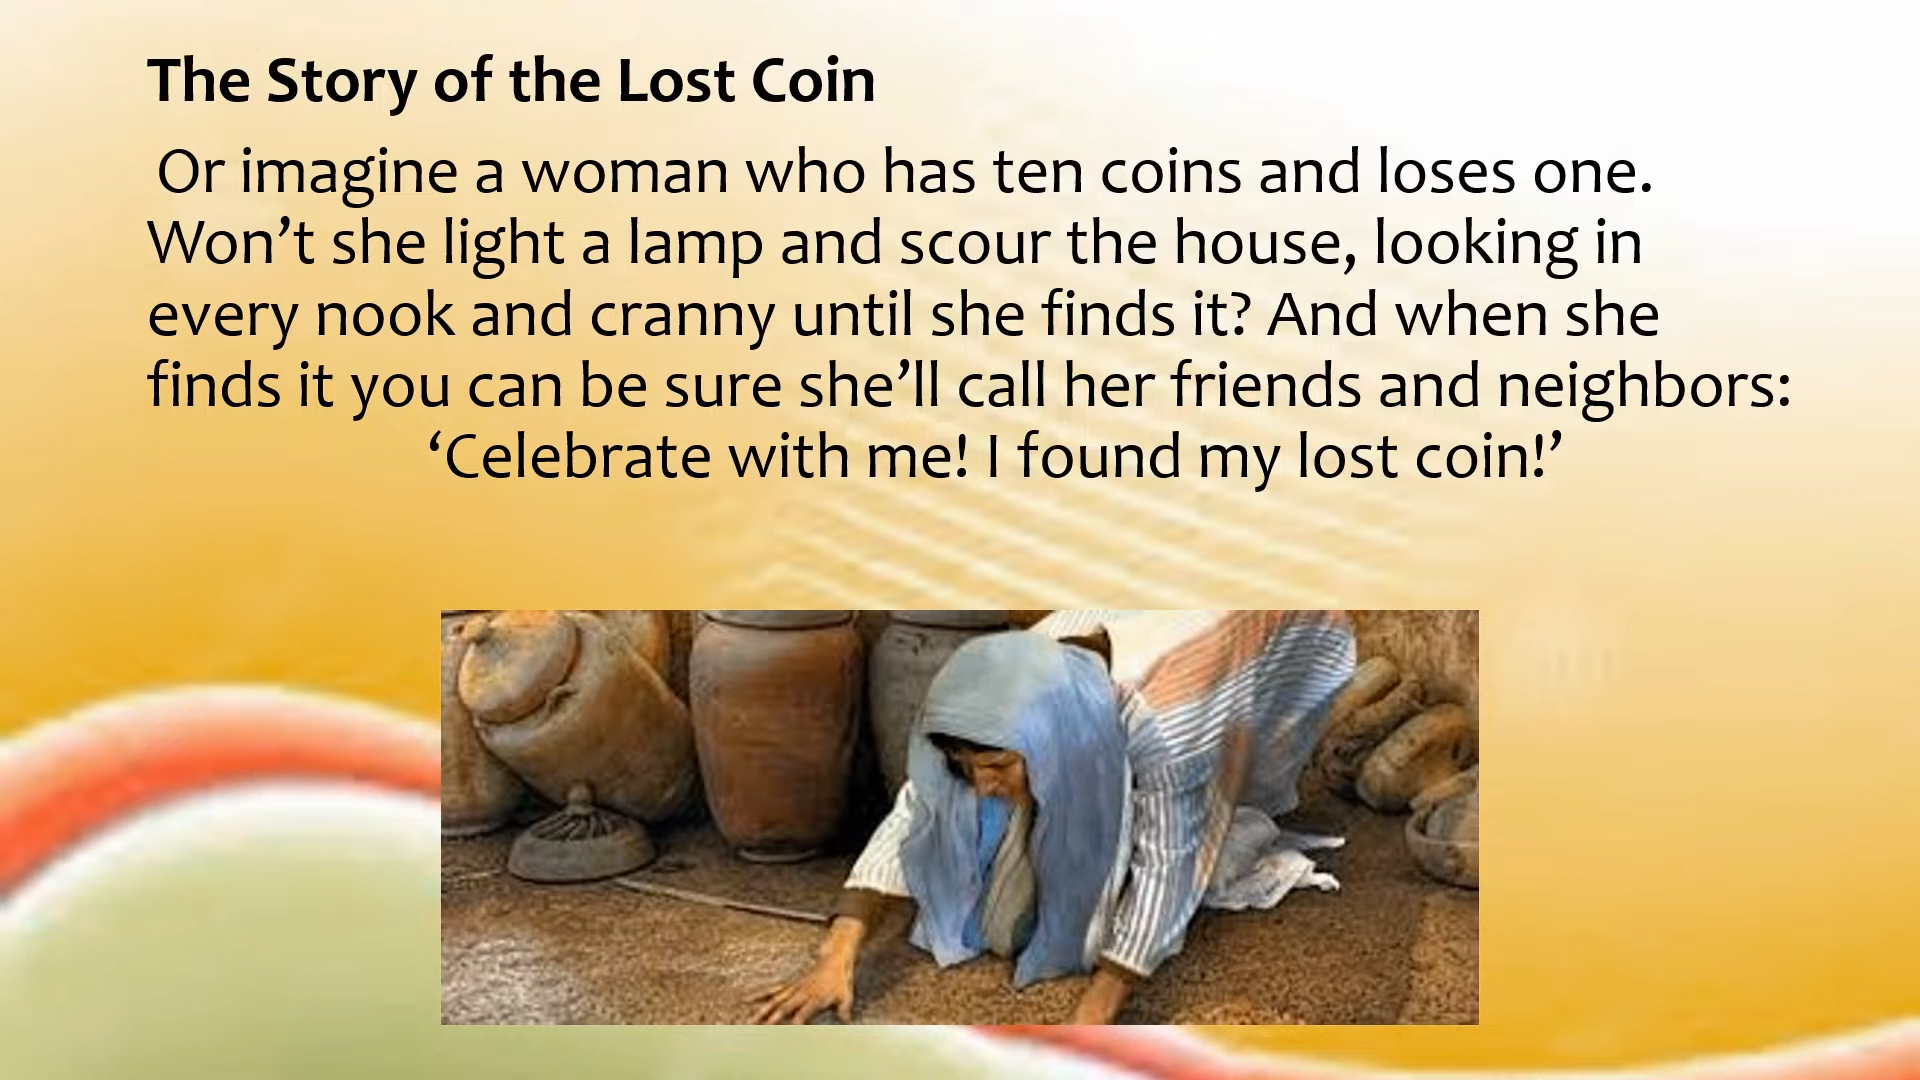 The Story of the Lost Coin
Or imagine a woman who has ten coins and loses one.
Won’t she light a lamp and scour the house, looking in
every nook and cranny until she finds it? And when she
finds it you can be sure she’ll call her friends and neighbors:
‘Celebrate with me! I found my lost coin!’